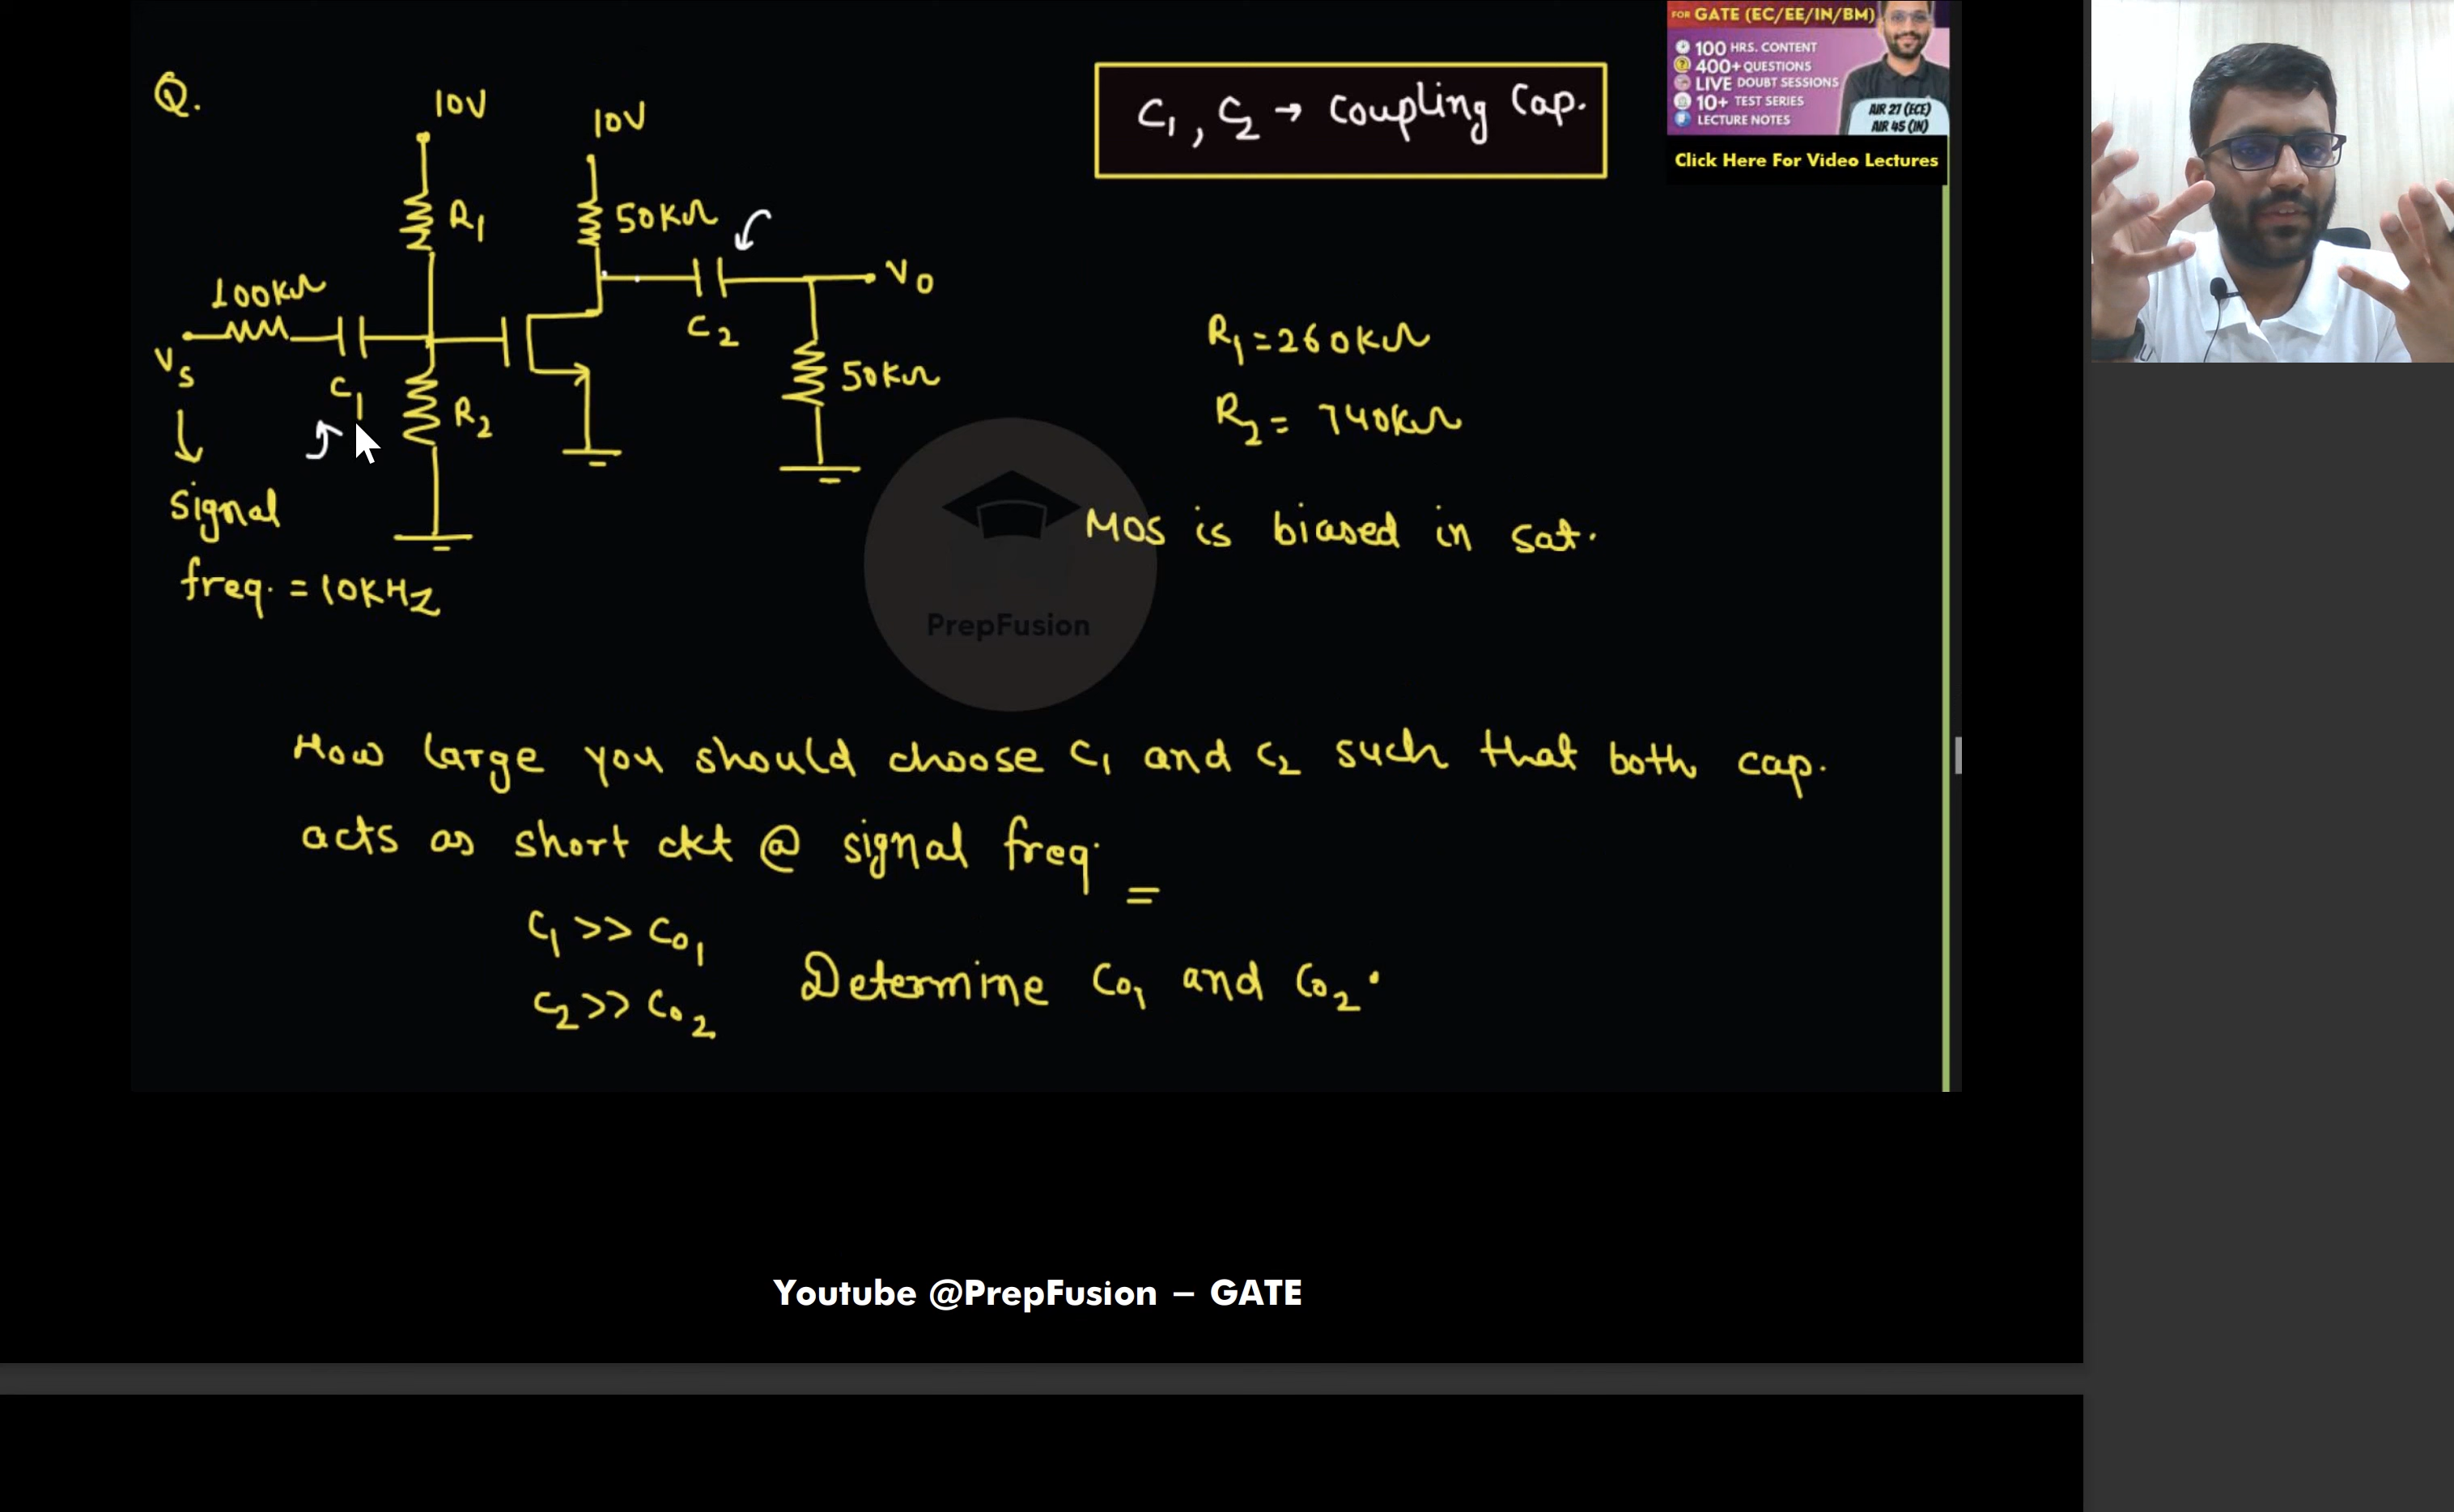 Q.
10V
10V
C1, C2 → Coupling Cap.
FOR GATE (EC/EE/IN/BM)
100 HRS. CONTENT
400+ QUESTIONS
LIVE DOUBT SESSIONS
10+ TEST SERIES
LECTURE NOTES
AIR 27 (ECE)
AIR 45 (IN)
Click Here For Video Lectures
R1
50KΩ
100KΩ
C2
Vo
Vs
C1
R2
50KΩ
Signal
freq. = 10KHz
R1 = 260KΩ
R2 = 740KΩ
MOS is biased in sat.
PrepFusion
How large you should choose C1 and C2 such that both cap.
acts as short ckt @ signal freq. =
C1 >> Co1
C2 >> Co2
Determine Co1 and Co2.
Youtube @PrepFusion – GATE